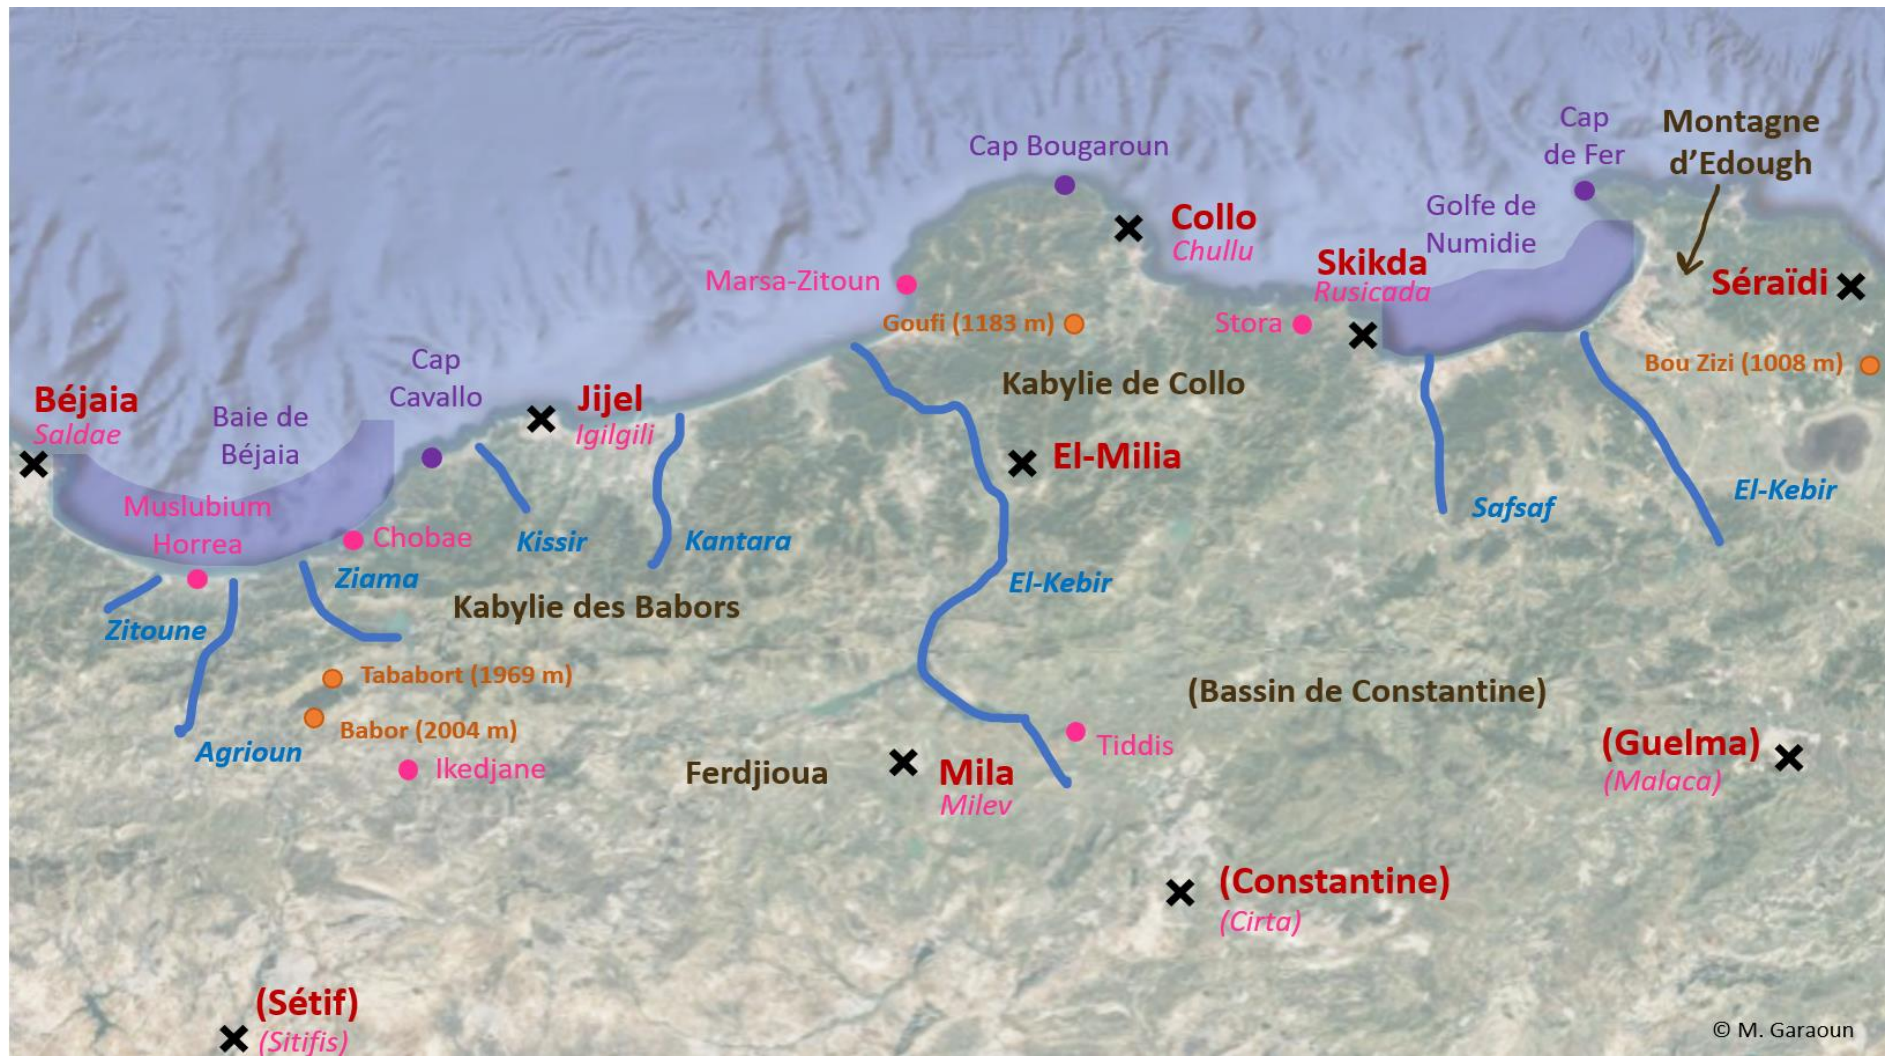 Cap
de Fer
Montagne
d'Edough
Cap Bougaroun
Collo
Chullu
Golfe de
Numidie
Skikda
Rusicada
Séraïdi
Marsa-Zitoun
Goufi (1183 m)
Stora
Bou Zizi (1008 m)
Cap
Cavallo
Kabylie de Collo
Béjaia
Saldae
Baie de
Béjaia
Jijel
Igilgili
El-Milia
El-Kebir
Safsaf
Muslubium
Horrea
Chobae
Kissir
Kantara
Ziama
El-Kebir
Kabylie des Babors
Zitoune
Tababort (1969 m)
(Bassin de Constantine)
Babor (2004 m)
Agrioun
Ikedjane
Ferdjioua
Mila
Milev
Tiddis
(Guelma)
(Malaca)
(Constantine)
(Cirta)
(Sétif)
(Sitifis)
© M. Garaoun